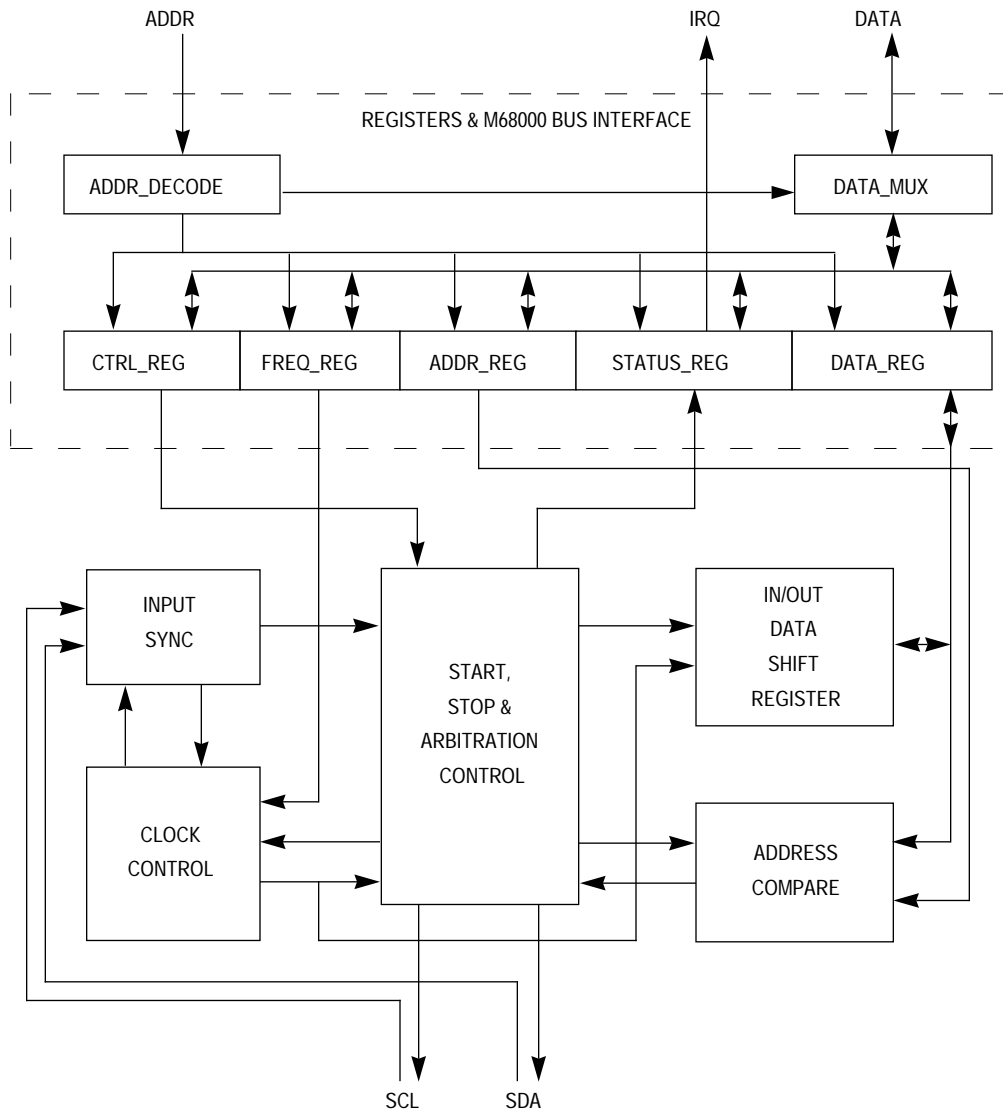 ADDR
IRQ
DATA
REGISTERS & M68000 BUS INTERFACE
ADDR_DECODE
DATA_MUX
CTRL_REG
FREQ_REG
ADDR_REG
STATUS_REG
DATA_REG
INPUT
SYNC
START,
STOP &
ARBITRATION
CONTROL
IN/OUT
DATA
SHIFT
REGISTER
CLOCK
CONTROL
ADDRESS
COMPARE
SCL
SDA